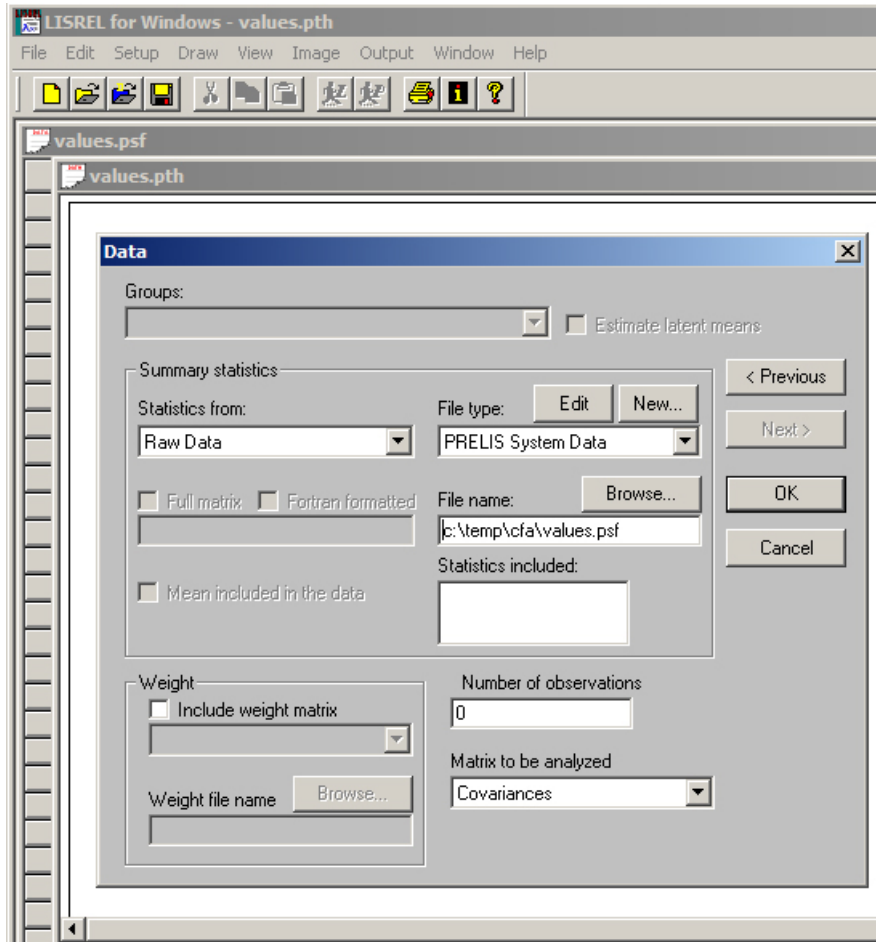 LISREL for Windows - values.pth
File Edit Setup Draw View Image Output Window Help
values.psf
values.pth
Data
Groups:
Estimate latent means
Summary statistics
Statistics from:
File type:
Edit
New...
Raw Data
PRELIS System Data
< Previous
Next >
Full matrix
Fortran formatted
File name:
Browse...
c:\temp\cfa\values.psf
OK
Cancel
Statistics included:
Mean included in the data
Weight
Include weight matrix
Number of observations
0
Weight file name
Browse...
Matrix to be analyzed
Covariances